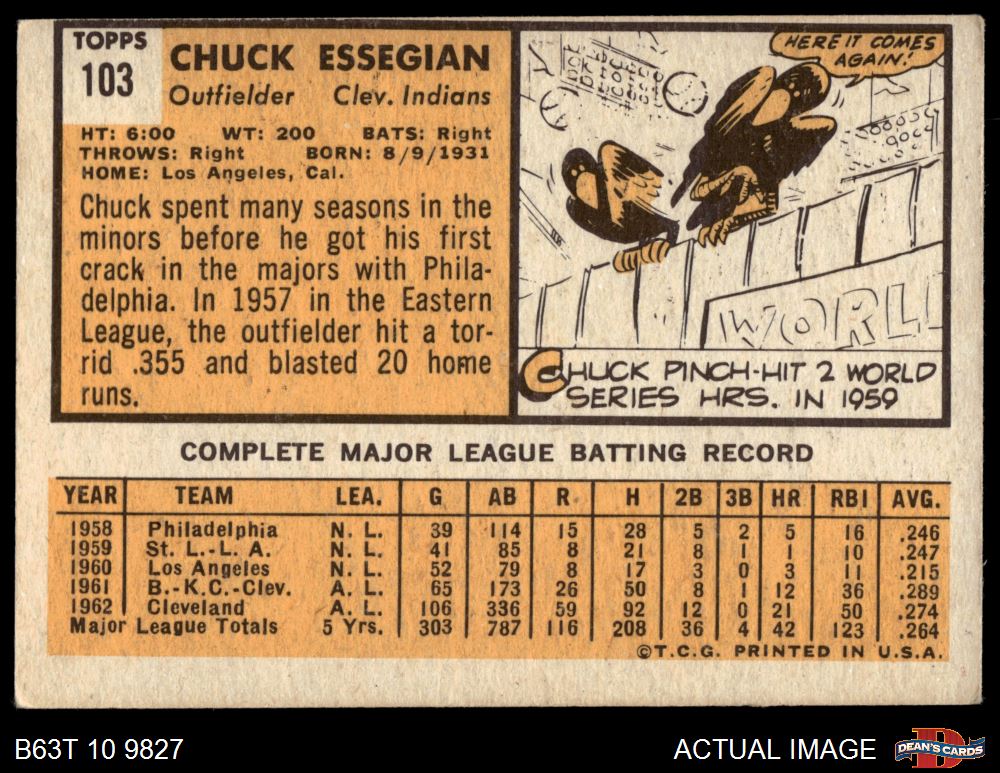 TOPPS
103
CHUCK ESSEGIAN
Outfielder Clev. Indians
HT: 6:00 WT: 200 BATS: Right
THROWS: Right BORN: 8/9/1931
HOME: Los Angeles, Cal.
Chuck spent many seasons in the
minors before he got his first
crack in the majors with Phila-
delphia. In 1957 in the Eastern
League, the outfielder hit a tor-
rid .355 and blasted 20 home
runs.
HERE IT COMES
AGAIN!
WORL
CHUCK PINCH-HIT 2 WORLD
SERIES HRS. IN 1959
COMPLETE MAJOR LEAGUE BATTING RECORD
YEAR TEAM LEA. G AB R H 2B 3B HR RBI AVG.
1958 Philadelphia N. L. 39 114 15 28 5 2 5 16 .246
1959 St. L.-L. A. N. L. 41 85 8 21 8 1 1 10 .247
1960 Los Angeles N. L. 52 79 8 17 3 0 3 11 .215
1961 B.-K.C.-Clev. A. L. 65 173 26 50 8 1 12 36 .289
1962 Cleveland A. L. 106 336 59 92 12 0 21 50 .274
Major League Totals 5 Yrs. 303 787 116 208 36 4 42 123 .264
©T.C.G. PRINTED IN U.S.A.
B63T 10 9827
ACTUAL IMAGE
DEAN'S CARDS